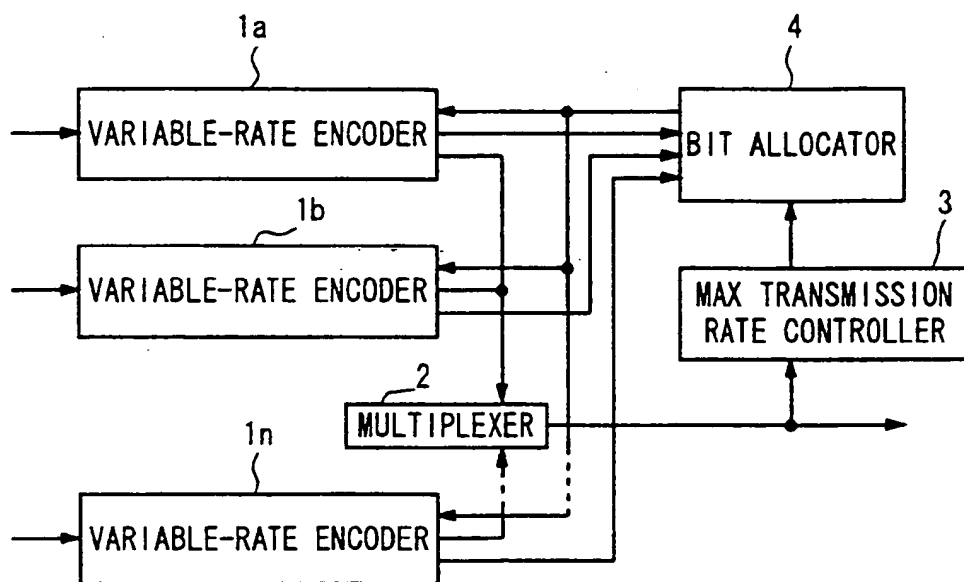 1a
VARIABLE-RATE ENCODER
4
BIT ALLOCATOR
1b
VARIABLE-RATE ENCODER
3
MAX TRANSMISSION
RATE CONTROLLER
2
MULTIPLEXER
1n
VARIABLE-RATE ENCODER